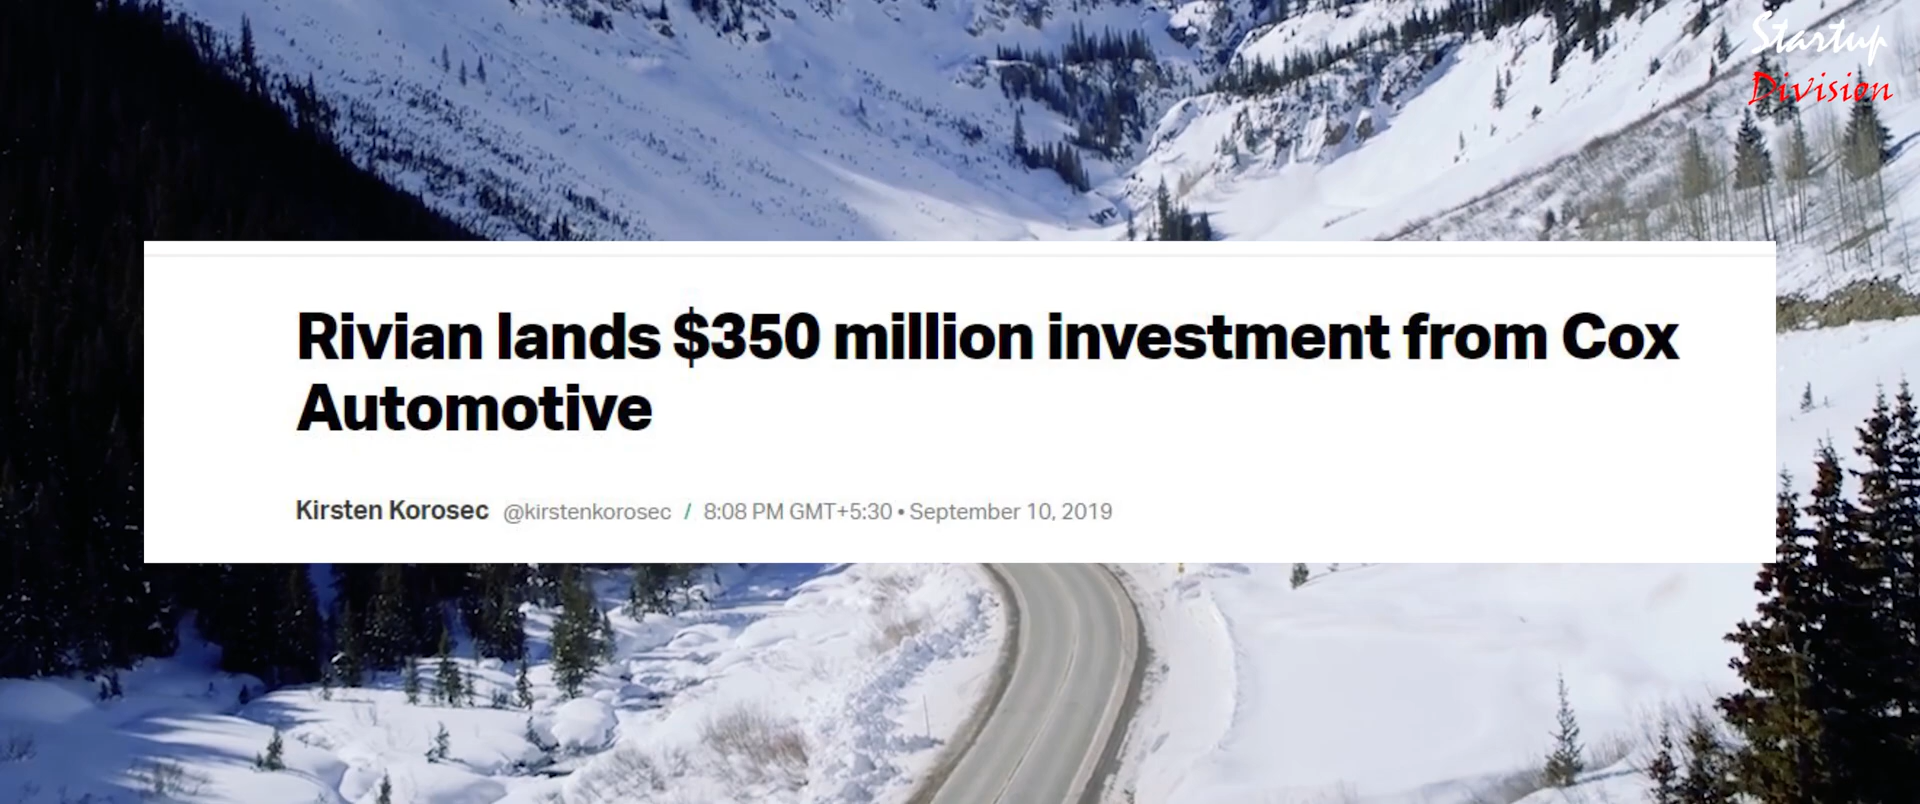 Startup
Division
Rivian lands $350 million investment from Cox
Automotive
Kirsten Korosec @kirstenkorosec / 8:08 PM GMT+5:30 • September 10, 2019